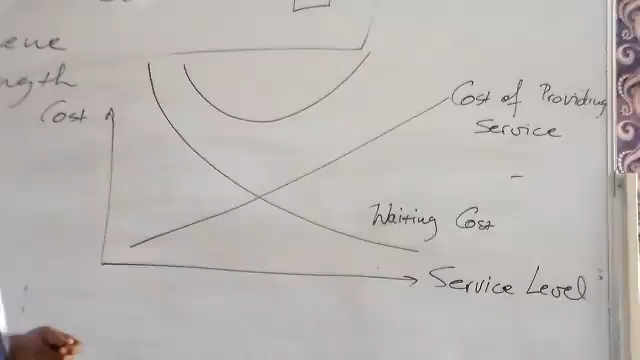 Cost
Cost of Providing
Service
Waiting Cost
Service Level